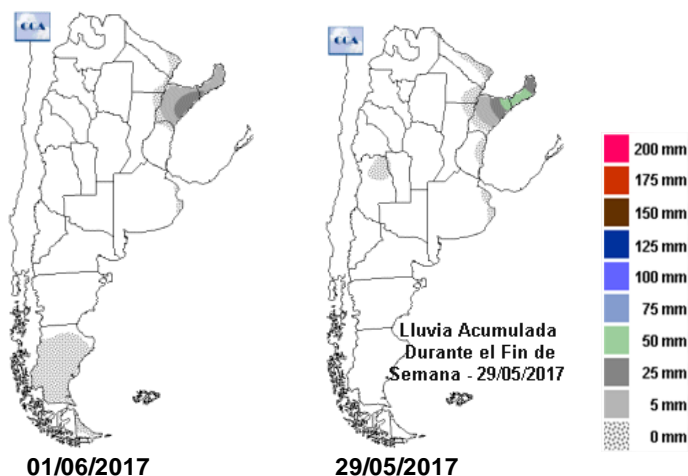 CCA
CCA
Lluvia Acumulada
Durante el Fin de
Semana - 29/05/2017
200 mm
175 mm
150 mm
125 mm
100 mm
75 mm
50 mm
25 mm
5 mm
0 mm
01/06/2017
29/05/2017